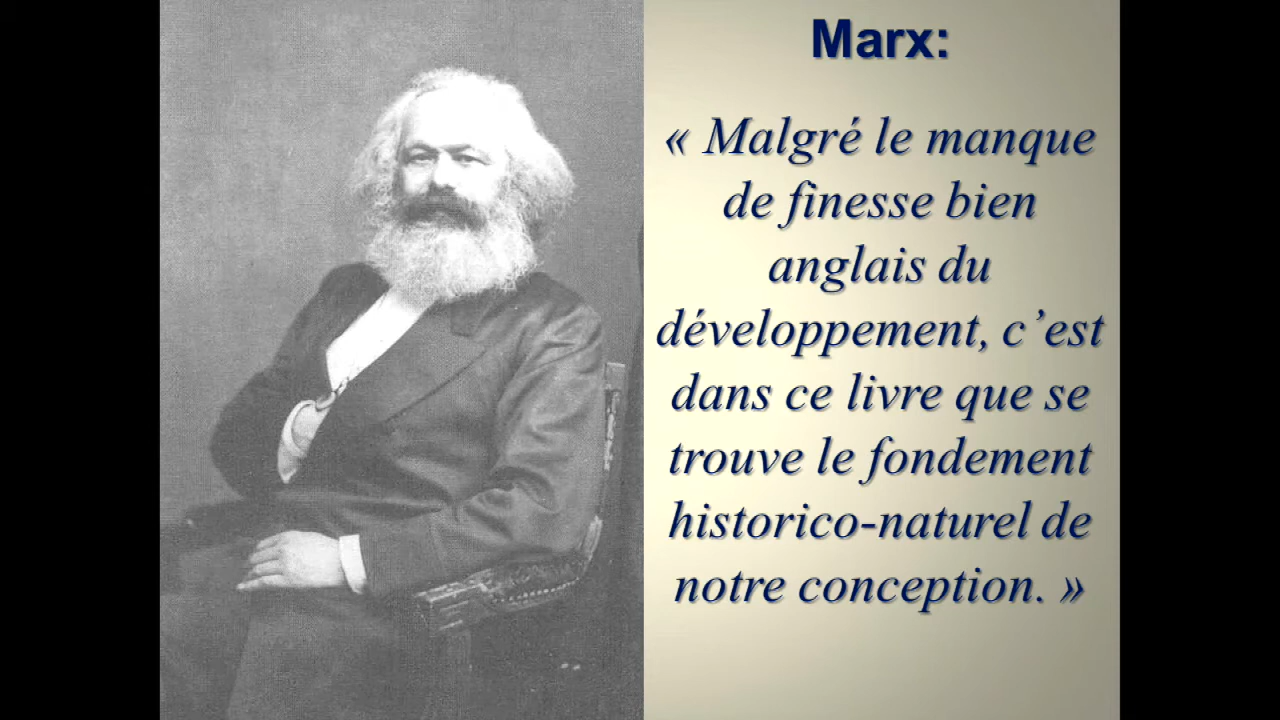 Marx:
« Malgré le manque
de finesse bien
anglais du
développement, c’est
dans ce livre que se
trouve le fondement
historico-naturel de
notre conception. »